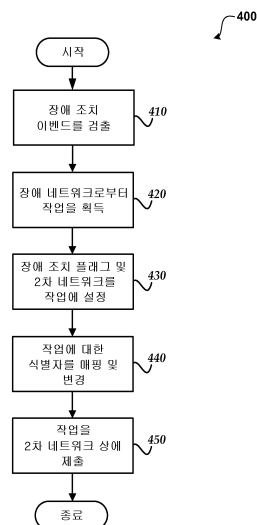 400
시작
장애 조치
이벤트를 검출
410
장애 네트워크로부터
작업을 획득
420
장애 조치 플래그 및
2차 네트워크를
작업에 설정
430
작업에 대한
식별자를 매핑 및
변경
440
작업을
2차 네트워크 상에
제출
450
종료